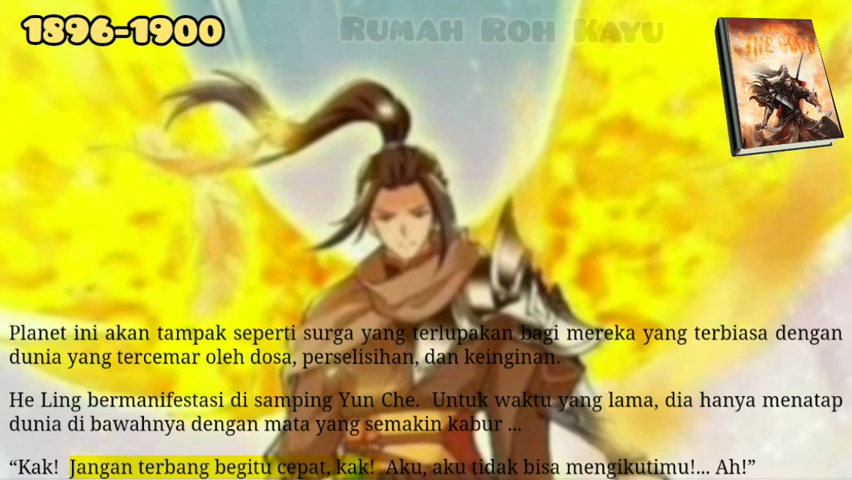 1896-1900
Rumah Roh Kayu
Planet ini akan tampak seperti surga yang terlupakan bagi mereka yang terbiasa dengan
dunia yang tercemar oleh dosa, perselisihan, dan keinginan.
He Ling bermanifestasi di samping Yun Che. Untuk waktu yang lama, dia hanya menatap
dunia di bawahnya dengan mata yang semakin kabur ...
“Kak! Jangan terbang begitu cepat, kak! Aku, aku tidak bisa mengikutimu!... Ah!”